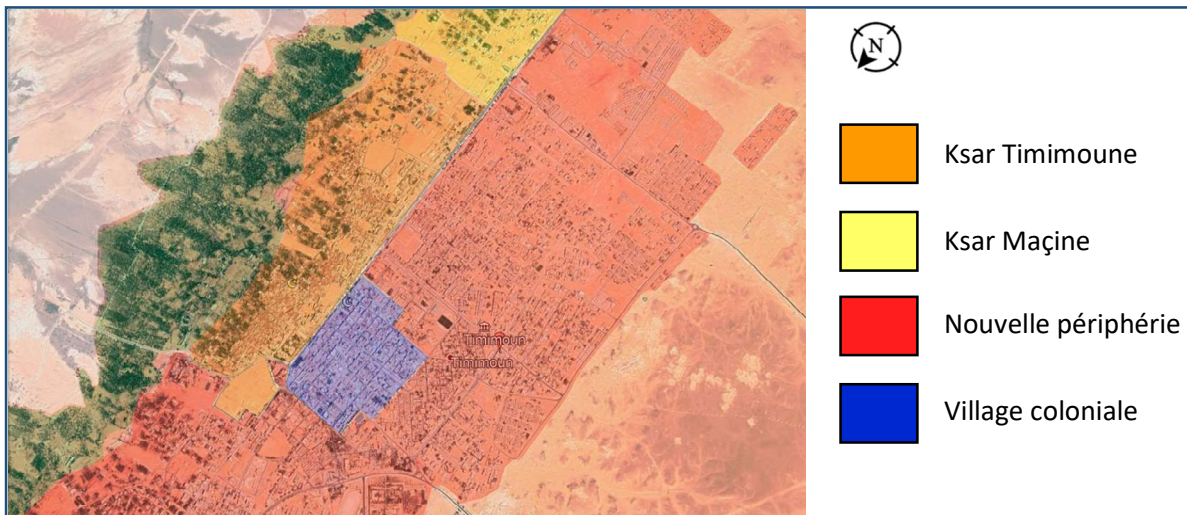 N
Ksar Timimoune
Ksar Maçine
Nouvelle périphérie
Village coloniale
Timimoun
Timimoun